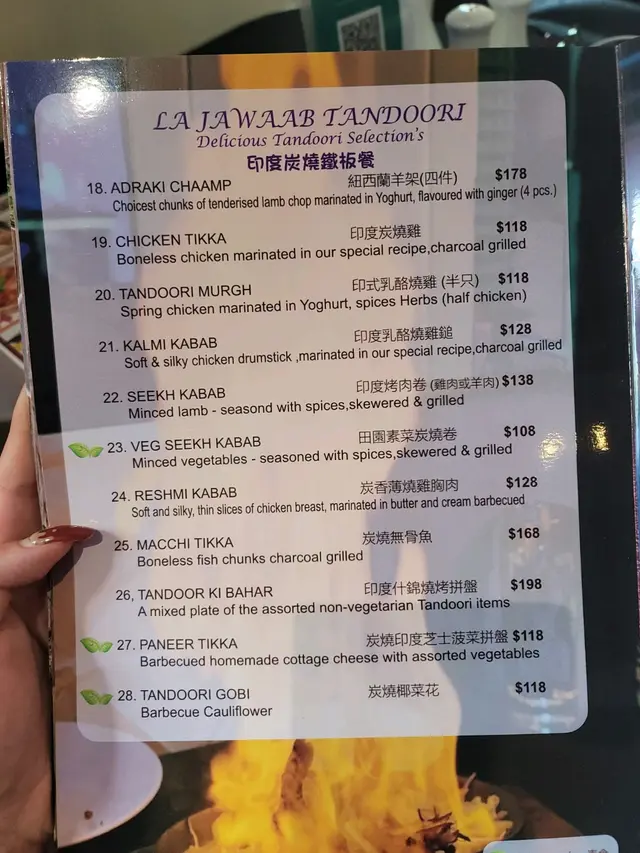 LA JAWAAB TANDOORI
Delicious Tandoori Selection's
印度炭燒鐵板餐
18. ADRAKI CHAAMP 紐西蘭羊架(四件) $178
Choicest chunks of tenderised lamb chop marinated in Yoghurt, flavoured with ginger (4 pcs.)
19. CHICKEN TIKKA 印度炭燒雞 $118
Boneless chicken marinated in our special recipe,charcoal grilled
20. TANDOORI MURGH 印式乳酪燒雞 (半只) $118
Spring chicken marinated in Yoghurt, spices Herbs (half chicken)
21. KALMI KABAB 印度乳酪燒雞鎚 $128
Soft & silky chicken drumstick ,marinated in our special recipe,charcoal grilled
22. SEEKH KABAB 印度烤肉卷 (雞肉或羊肉) $138
Minced lamb - seasond with spices,skewered & grilled
23. VEG SEEKH KABAB 田園素菜炭燒卷 $108
Minced vegetables - seasoned with spices,skewered & grilled
24. RESHMI KABAB 炭香薄燒雞胸肉 $128
Soft and silky, thin slices of chicken breast, marinated in butter and cream barbecued
25. MACCHI TIKKA 炭燒無骨魚 $168
Boneless fish chunks charcoal grilled
26, TANDOOR KI BAHAR 印度什錦燒烤拼盤 $198
A mixed plate of the assorted non-vegetarian Tandoori items
27. PANEER TIKKA 炭燒印度芝士菠菜拼盤 $118
Barbecued homemade cottage cheese with assorted vegetables
28. TANDOORI GOBI 炭燒椰菜花 $118
Barbecue Cauliflower